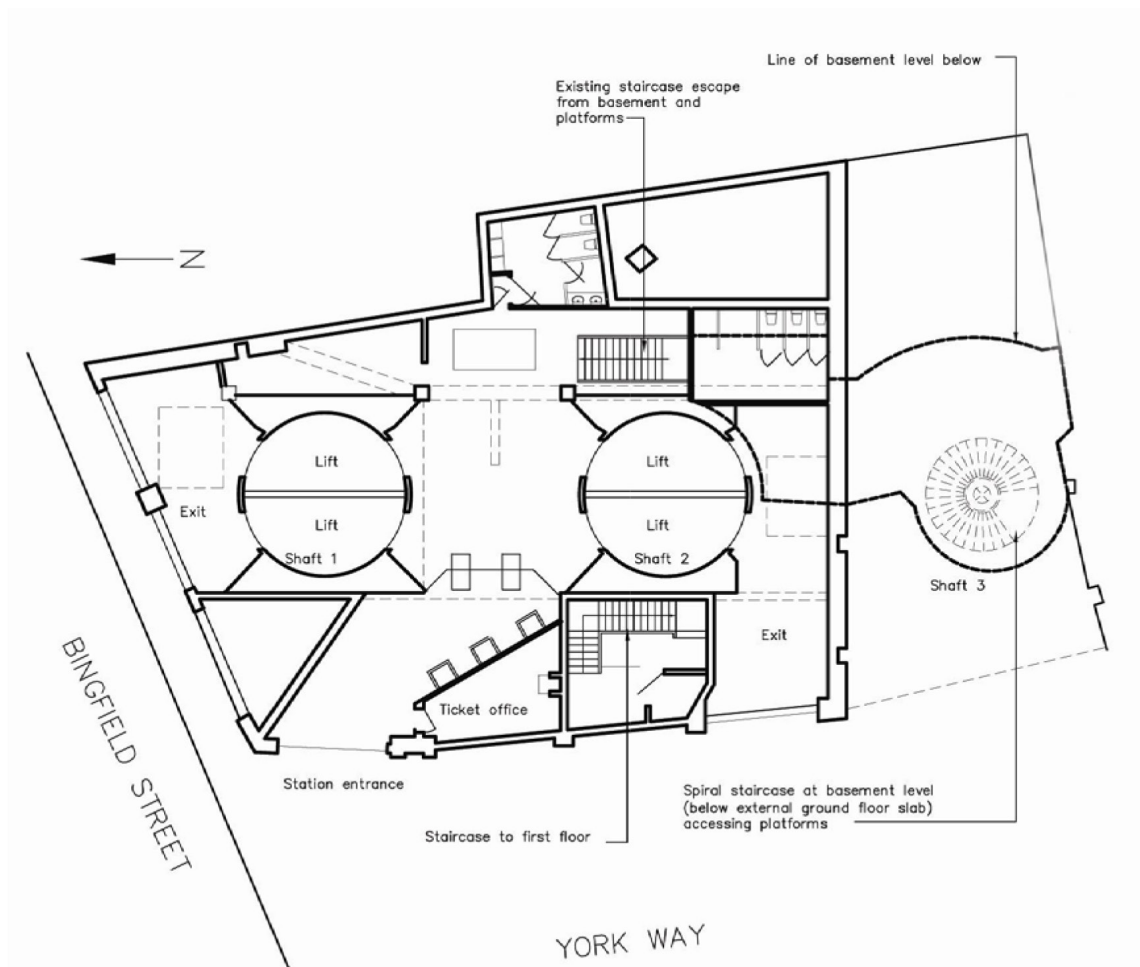 Line of basement level below
Existing staircase escape
from basement and
platforms
N
Lift
Lift
Exit
Lift
Lift
Shaft 1
Shaft 2
Shaft 3
Exit
Ticket office
Station entrance
Staircase to first floor
Spiral staircase at basement level
(below external ground floor slab)
accessing platforms
BINGFIELD STREET
YORK WAY